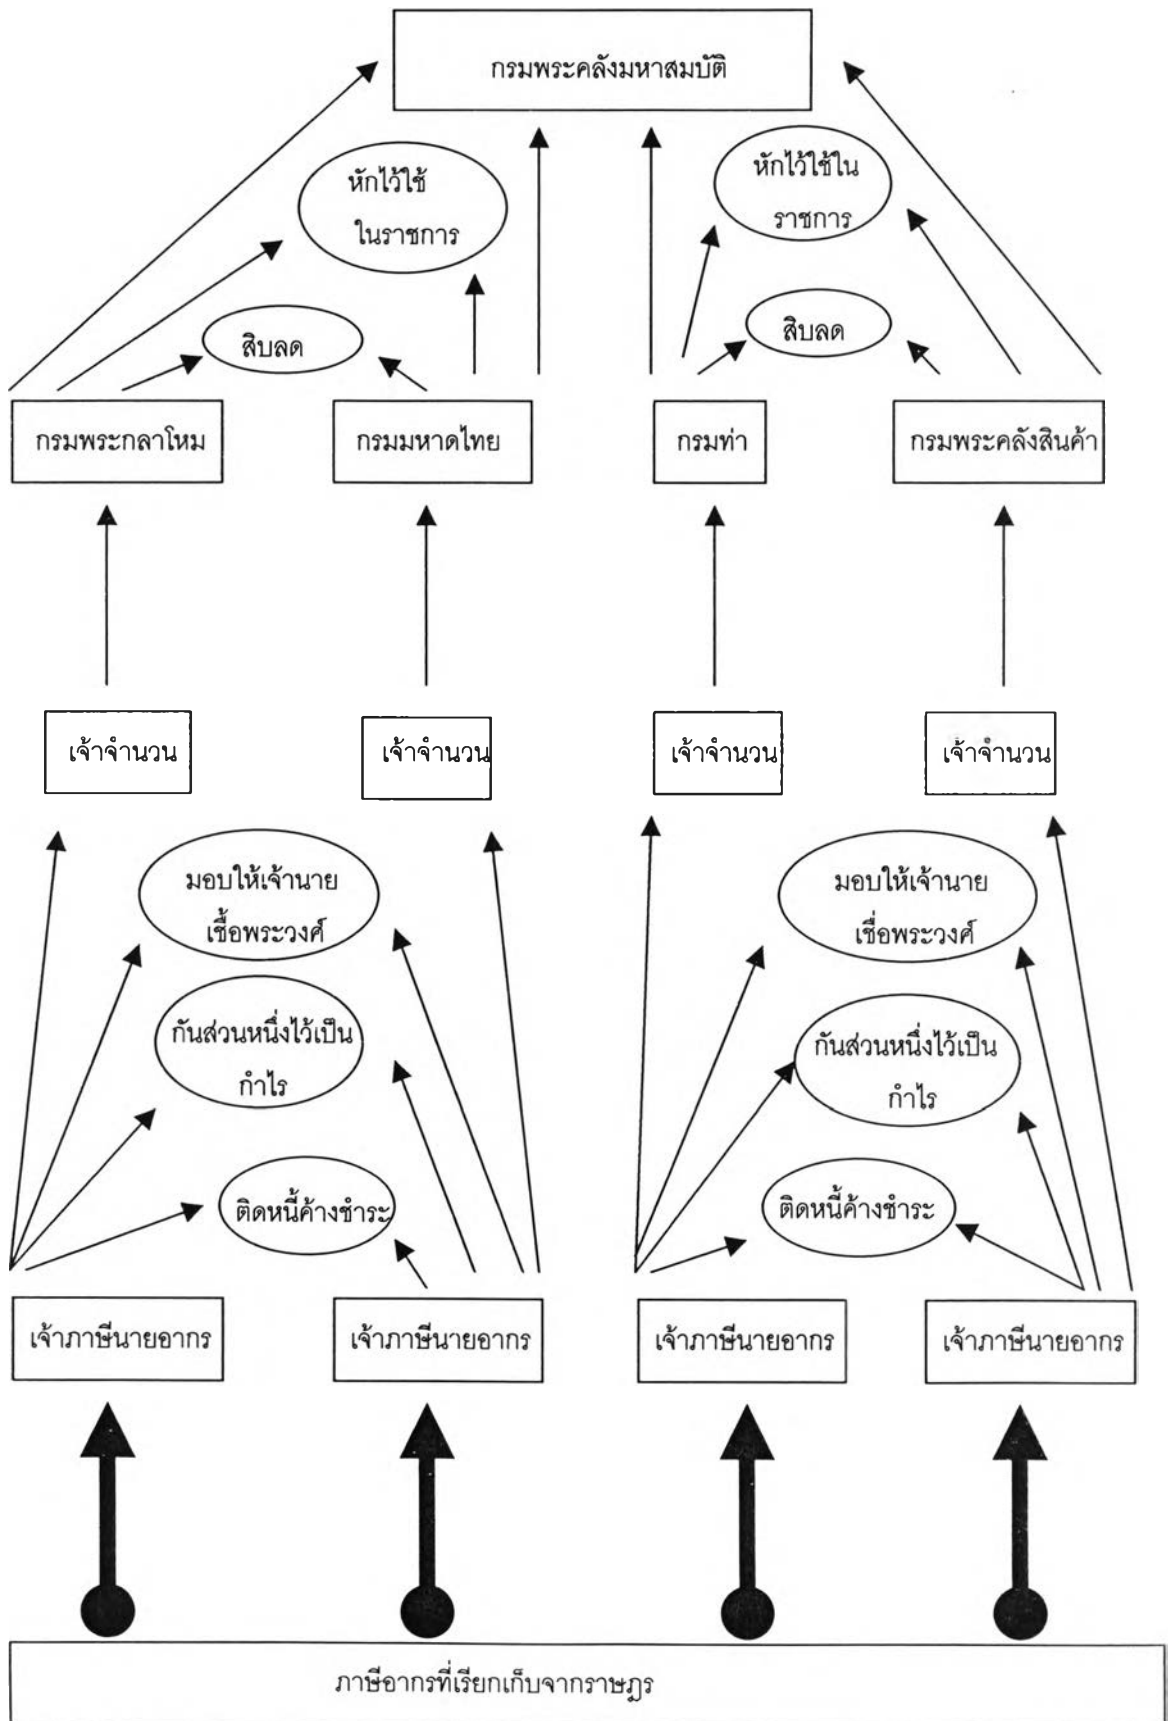 กรมพระคลังมหาสมบัติ
หักไว้ใช้
ในราชการ
หักไว้ใช้ใน
ราชการ
สิบลด
สิบลด
กรมพระกลาโหม
กรมมหาดไทย
กรมท่า
กรมพระคลังสินค้า
เจ้าจำนวน
เจ้าจำนวน
เจ้าจำนวน
เจ้าจำนวน
มอบให้เจ้านาย
เชื้อพระวงศ์
มอบให้เจ้านาย
เชื่อพระวงศ์
กันส่วนหนึ่งไว้เป็น
กำไร
กันส่วนหนึ่งไว้เป็น
กำไร
ติดหนี้ค้างชำระ
ติดหนี้ค้างชำระ
เจ้าภาษีนายอากร
เจ้าภาษีนายอากร
เจ้าภาษีนายอากร
เจ้าภาษีนายอากร
ภาษีอากรที่เรียกเก็บจากราษฎร